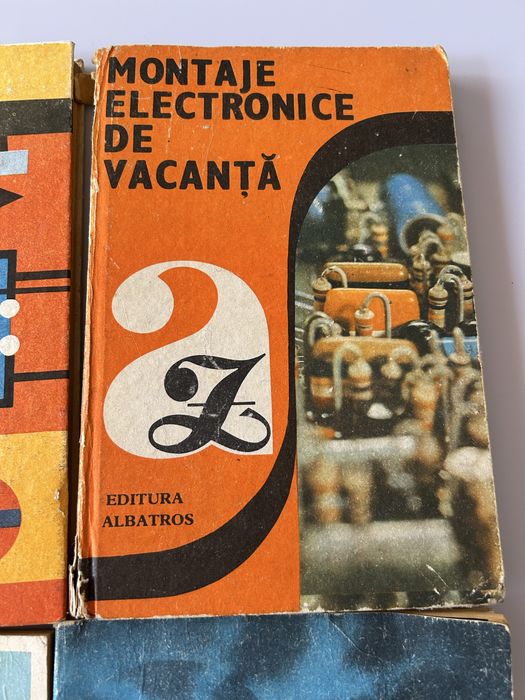 MONTAJE
ELECTRONICE
DE
VACANȚĂ
a
Z
EDITURA
ALBATROS